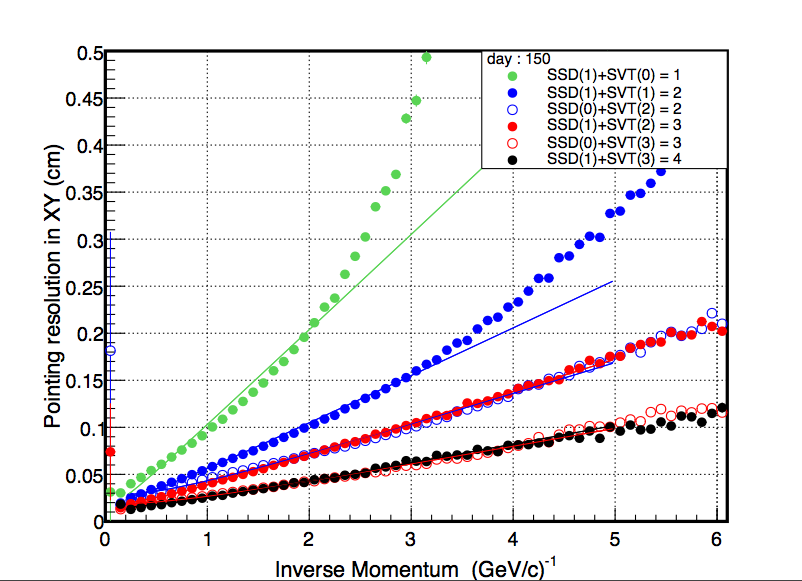 0.5
0.45
0.4
0.35
0.3
0.25
0.2
0.15
0.1
0.05
0
Pointing resolution in XY (cm)
day : 150
SSD(1)+SVT(0) = 1
SSD(1)+SVT(1) = 2
SSD(0)+SVT(2) = 2
SSD(1)+SVT(2) = 3
SSD(0)+SVT(3) = 3
SSD(1)+SVT(3) = 4
0 1 2 3 4 5 6
Inverse Momentum (GeV/c)⁻¹